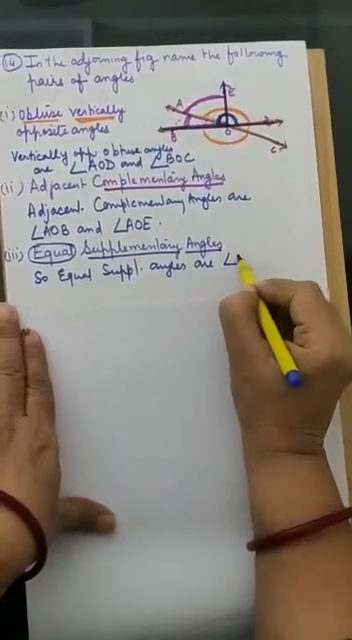 (14) In the adjoining fig name the following
pairs of angles
(i) Obtuse vertically
opposite angles
Vertically opp. obtuse angles
are ∠AOD and ∠BOC
(ii) Adjacent Complementary Angles
Adjacent Complementary Angles are
∠AOB and ∠AOE.
(iii) Equal Supplementary Angles
So Equal Suppl. angles are ∠
E
A
B
O
C